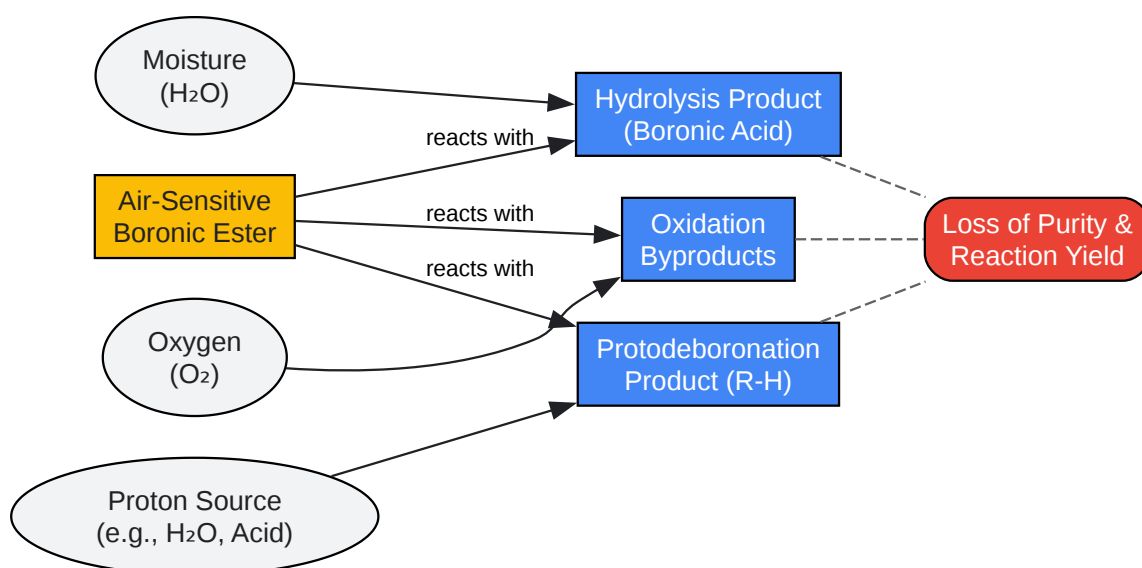 Moisture
(H₂O)
Hydrolysis Product
(Boronic Acid)
reacts with
Air-Sensitive
Boronic Ester
reacts with
Oxidation
Byproducts
Loss of Purity &
Reaction Yield
reacts with
Oxygen
(O₂)
Protodeboronation
Product (R-H)
Proton Source
(e.g., H₂O, Acid)